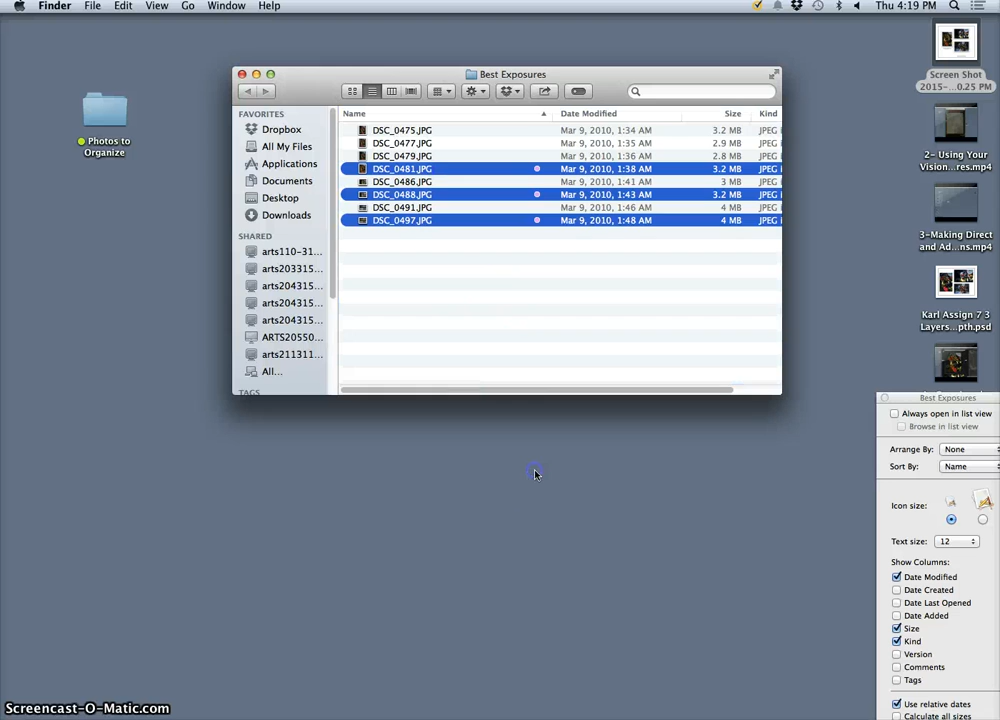 Finder File Edit View Go Window Help
Thu 4:19 PM
Best Exposures
Name Date Modified Size Kind
FAVORITES
Dropbox
All My Files
Applications
Documents
Desktop
Downloads
SHARED
arts110-31...
arts203315...
arts204315...
arts204315...
arts204315...
ARTS20550...
arts211311...
All...
TAGS
DSC_0475.JPG Mar 9, 2010, 1:34 AM 3.2 MB JPEG
DSC_0477.JPG Mar 9, 2010, 1:35 AM 2.9 MB JPEG
DSC_0479.JPG Mar 9, 2010, 1:36 AM 2.8 MB JPEG
DSC_0481.JPG Mar 9, 2010, 1:38 AM 3.2 MB JPEG
DSC_0486.JPG Mar 9, 2010, 1:41 AM 3 MB JPEG
DSC_0488.JPG Mar 9, 2010, 1:43 AM 3.2 MB JPEG
DSC_0491.JPG Mar 9, 2010, 1:46 AM 4 MB JPEG
DSC_0497.JPG Mar 9, 2010, 1:48 AM 4 MB JPEG
Photos to
Organize
Screen Shot
2015-...0.25 PM
2- Using Your
Vision...res.mp4
3-Making Direct
and Ad...ns.mp4
Karl Assign 7 3
Layers...pth.psd
Best Exposures
Always open in list view
Browse in list view
Arrange By: None
Sort By: Name
Icon size:
Text size: 12
Show Columns:
Date Modified
Date Created
Date Last Opened
Date Added
Size
Kind
Version
Comments
Tags
Use relative dates
Calculate all sizes
Screencast-O-Matic.com